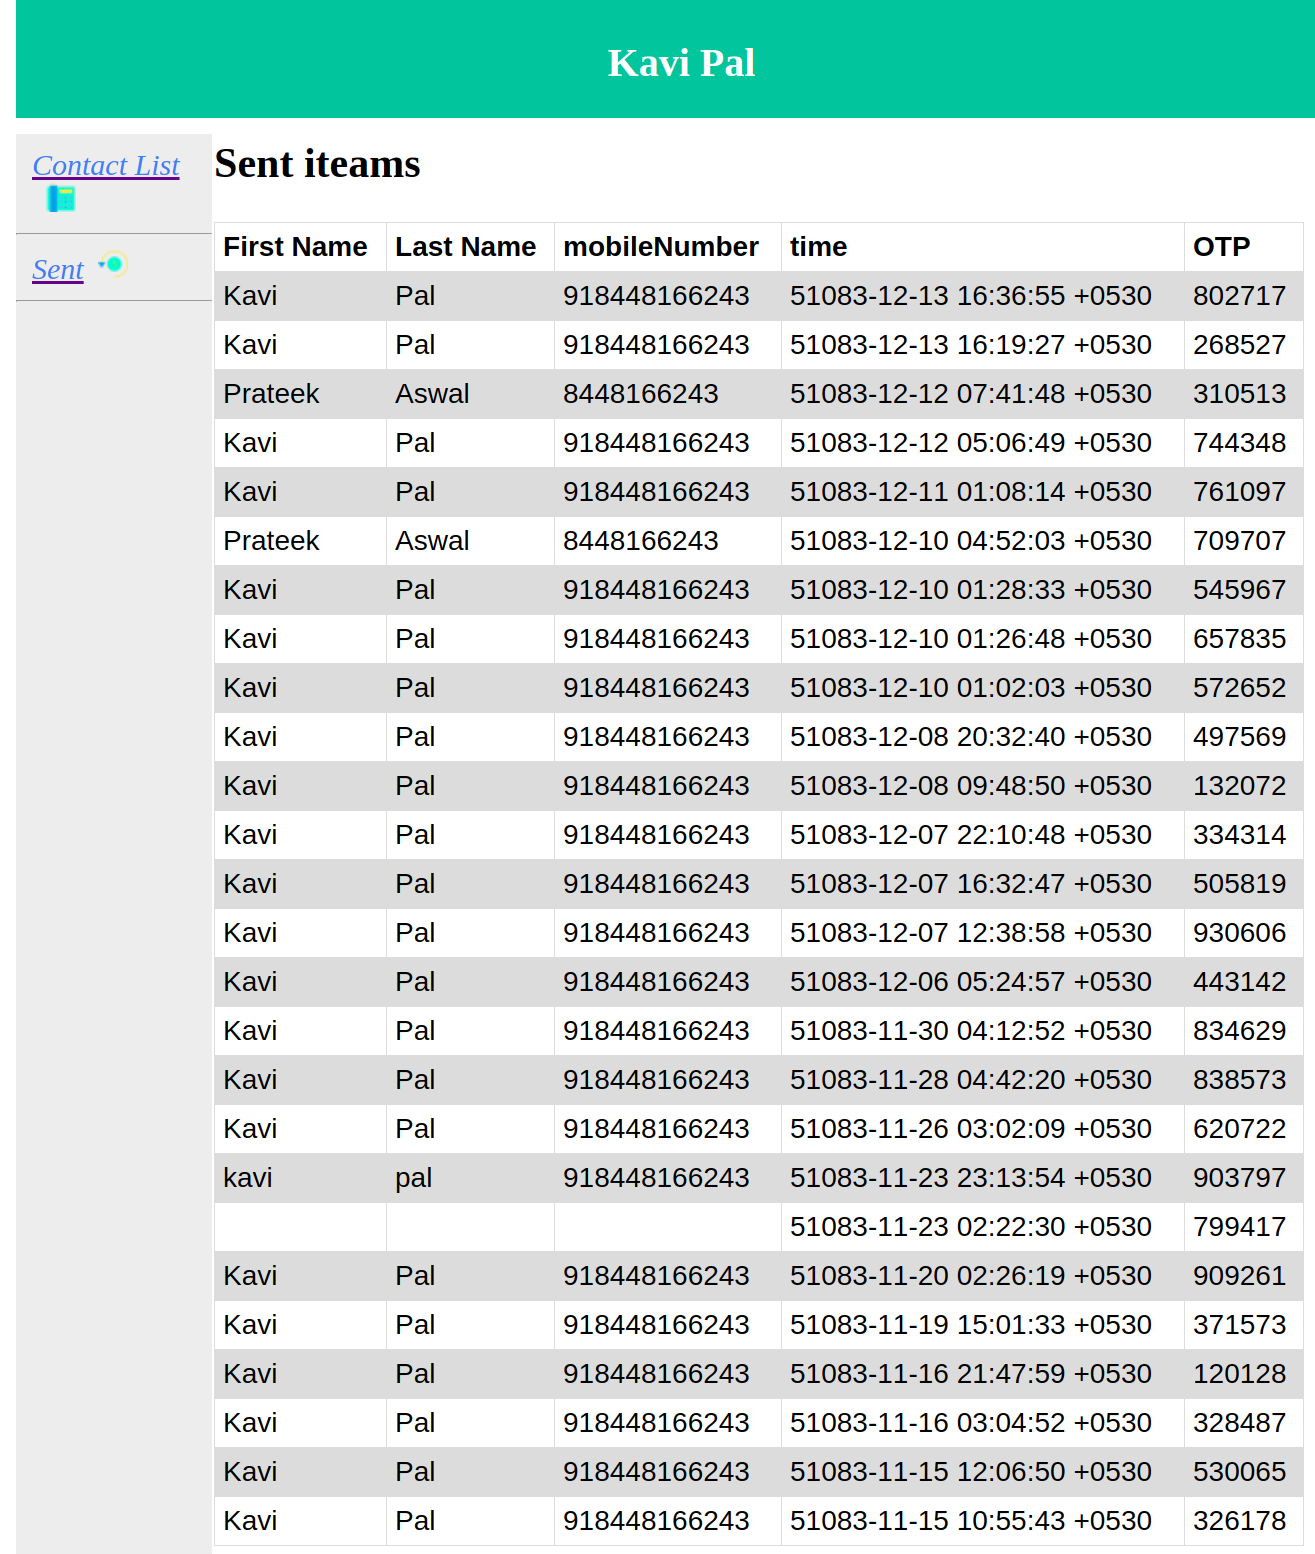 Kavi Pal
Contact List
Sent
Sent iteams
First Name Last Name mobileNumber time OTP
Kavi Pal 918448166243 51083-12-13 16:36:55 +0530 802717
Kavi Pal 918448166243 51083-12-13 16:19:27 +0530 268527
Prateek Aswal 8448166243 51083-12-12 07:41:48 +0530 310513
Kavi Pal 918448166243 51083-12-12 05:06:49 +0530 744348
Kavi Pal 918448166243 51083-12-11 01:08:14 +0530 761097
Prateek Aswal 8448166243 51083-12-10 04:52:03 +0530 709707
Kavi Pal 918448166243 51083-12-10 01:28:33 +0530 545967
Kavi Pal 918448166243 51083-12-10 01:26:48 +0530 657835
Kavi Pal 918448166243 51083-12-10 01:02:03 +0530 572652
Kavi Pal 918448166243 51083-12-08 20:32:40 +0530 497569
Kavi Pal 918448166243 51083-12-08 09:48:50 +0530 132072
Kavi Pal 918448166243 51083-12-07 22:10:48 +0530 334314
Kavi Pal 918448166243 51083-12-07 16:32:47 +0530 505819
Kavi Pal 918448166243 51083-12-07 12:38:58 +0530 930606
Kavi Pal 918448166243 51083-12-06 05:24:57 +0530 443142
Kavi Pal 918448166243 51083-11-30 04:12:52 +0530 834629
Kavi Pal 918448166243 51083-11-28 04:42:20 +0530 838573
Kavi Pal 918448166243 51083-11-26 03:02:09 +0530 620722
kavi pal 918448166243 51083-11-23 23:13:54 +0530 903797
51083-11-23 02:22:30 +0530 799417
Kavi Pal 918448166243 51083-11-20 02:26:19 +0530 909261
Kavi Pal 918448166243 51083-11-19 15:01:33 +0530 371573
Kavi Pal 918448166243 51083-11-16 21:47:59 +0530 120128
Kavi Pal 918448166243 51083-11-16 03:04:52 +0530 328487
Kavi Pal 918448166243 51083-11-15 12:06:50 +0530 530065
Kavi Pal 918448166243 51083-11-15 10:55:43 +0530 326178